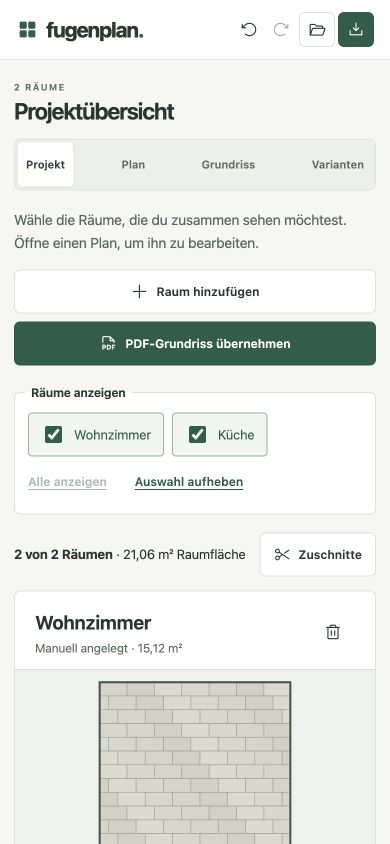 fugenplan.
2 RÄUME
Projektübersicht
Projekt Plan Grundriss Varianten
Wähle die Räume, die du zusammen sehen möchtest.
Öffne einen Plan, um ihn zu bearbeiten.
Raum hinzufügen
PDF PDF-Grundriss übernehmen
Räume anzeigen
Wohnzimmer Küche
Alle anzeigen Auswahl aufheben
2 von 2 Räumen · 21,06 m² Raumfläche Zuschnitte
Wohnzimmer
Manuell angelegt · 15,12 m²